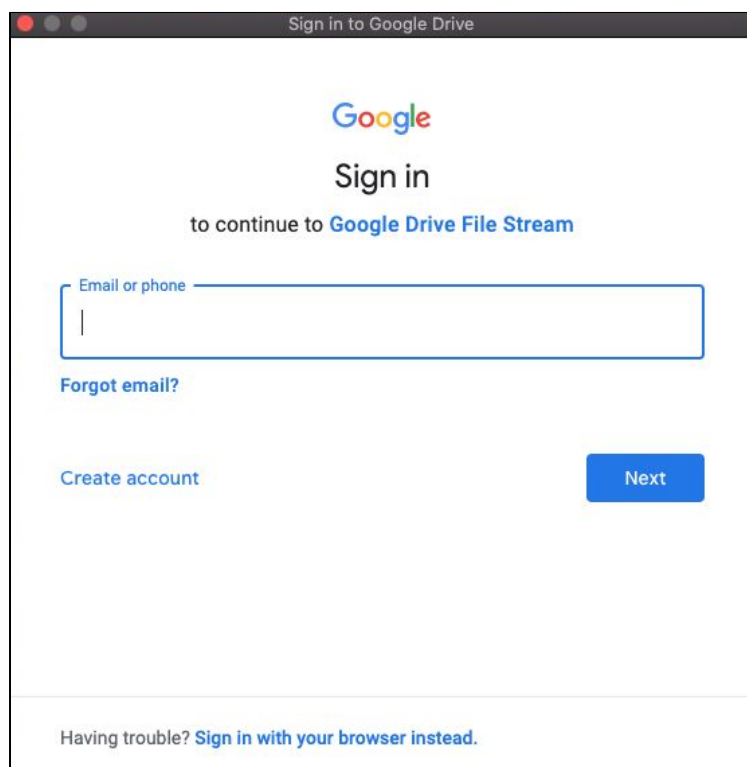 Sign in to Google Drive
Google
Sign in
to continue to Google Drive File Stream
Email or phone
Forgot email?
Create account
Next
Having trouble? Sign in with your browser instead.